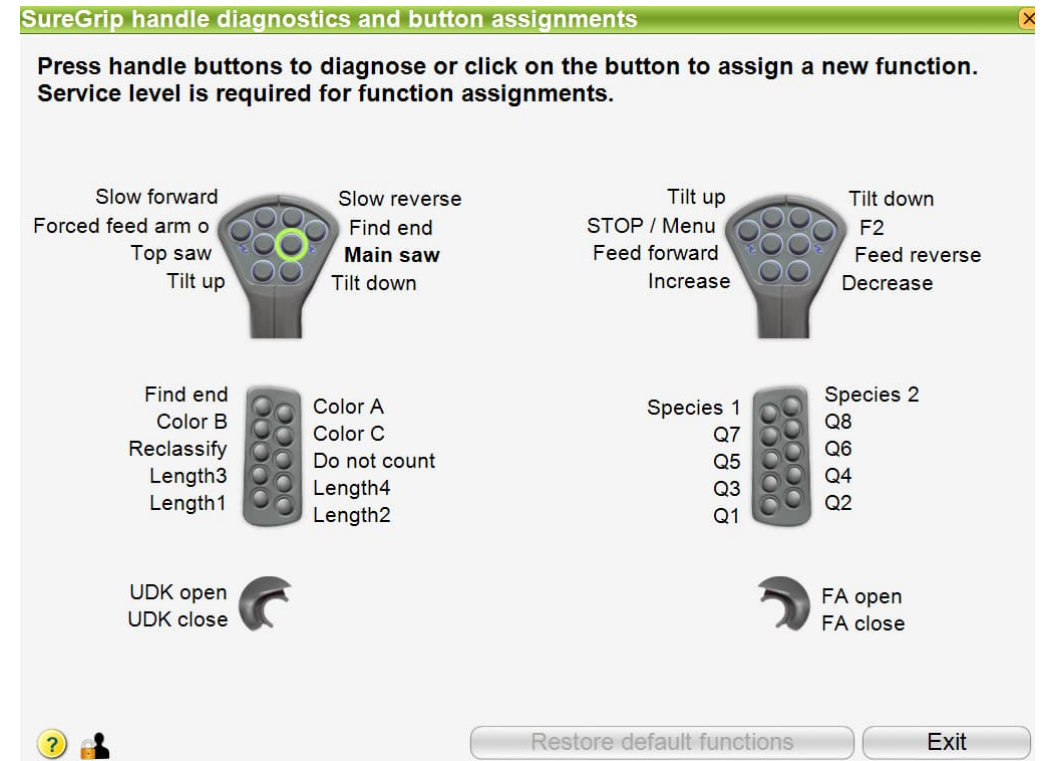 SureGrip handle diagnostics and button assignments
Press handle buttons to diagnose or click on the button to assign a new function.
Service level is required for function assignments.
Slow forward
Slow reverse
Forced feed arm o
Find end
Top saw
Main saw
Tilt up
Tilt down
Tilt up
Tilt down
STOP / Menu
F2
Feed forward
Feed reverse
Increase
Decrease
Find end
Color A
Color B
Color C
Reclassify
Do not count
Length3
Length4
Length1
Length2
Species 1
Species 2
Q7
Q8
Q5
Q6
Q3
Q4
Q1
Q2
UDK open
UDK close
FA open
FA close
?
Restore default functions
Exit